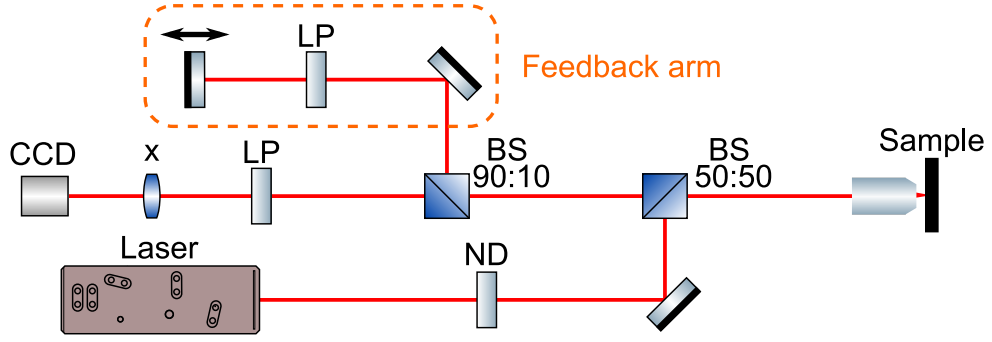 LP
Feedback arm
CCD
x
LP
BS
90:10
BS
50:50
Sample
Laser
ND